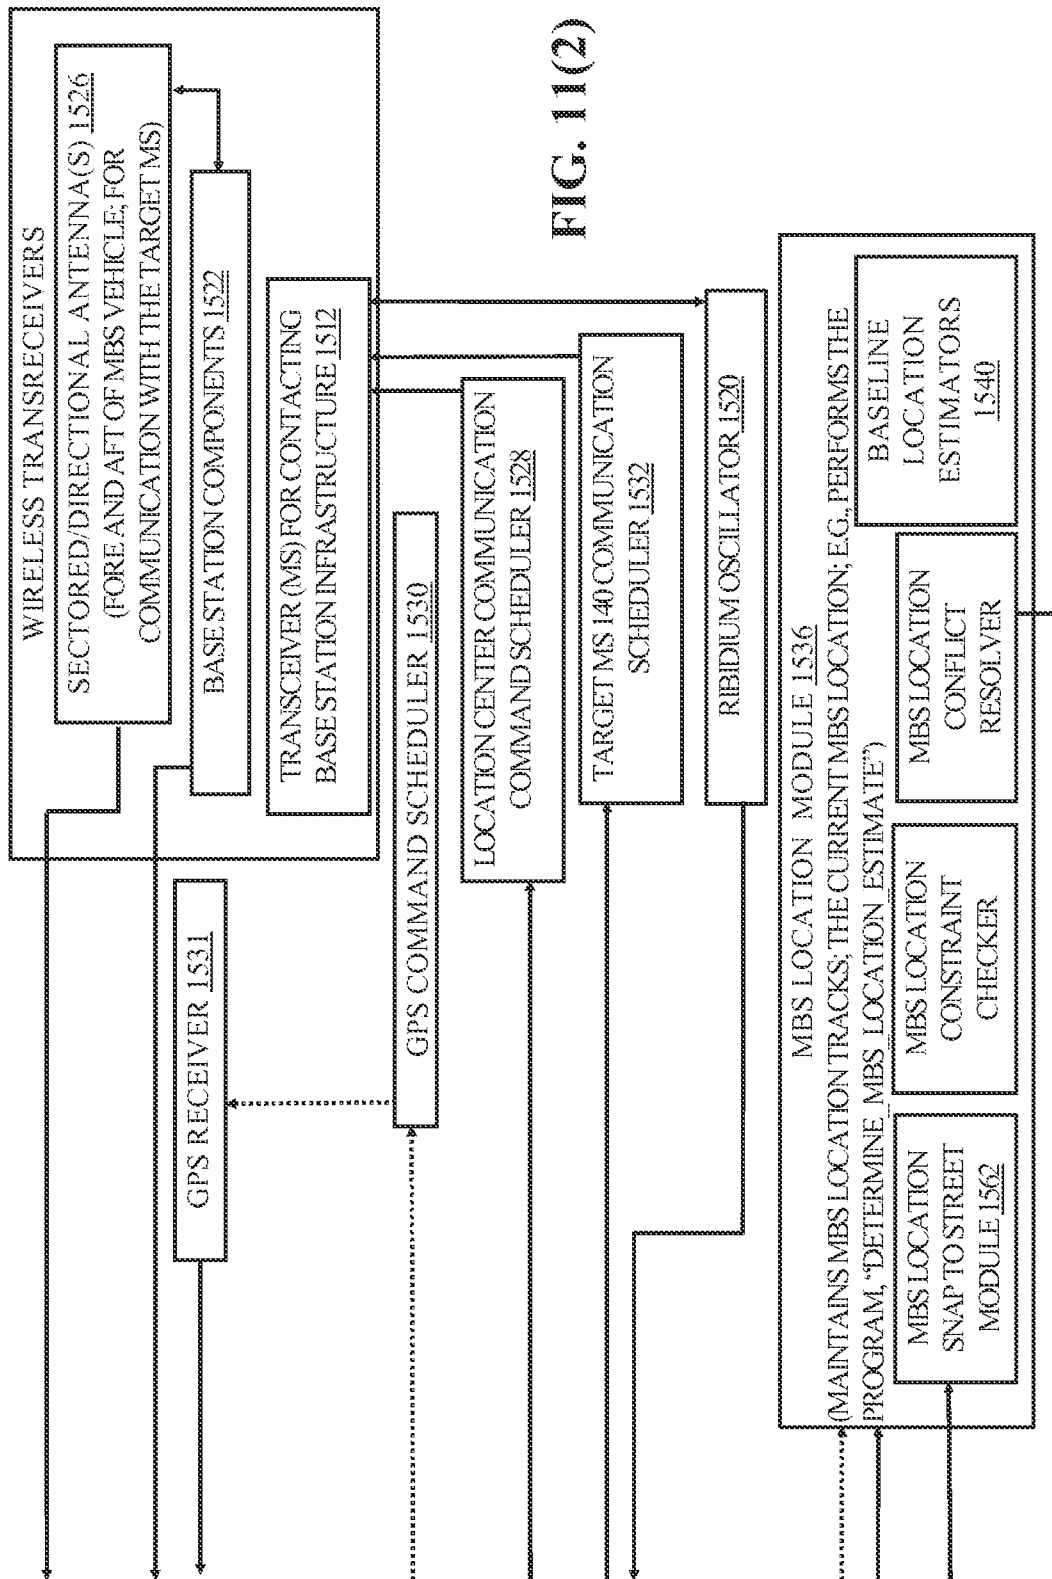 WIRELESS TRANSRECEIVERS
SECTORED/DIRECTIONAL ANTENNA(S) 1526
(FORE AND AFT OF MBS VEHICLE; FOR
COMMUNICATION WITH THE TARGET MS)
BASE STATION COMPONENTS 1522
TRANSCEIVER (MS) FOR CONTACTING
BASE STATION INFRASTRUCTURE 1512
GPS RECEIVER 1531
GPS COMMAND SCHEDULER 1530
LOCATION CENTER COMMUNICATION
COMMAND SCHEDULER 1528
TARGET MS 140 COMMUNICATION
SCHEDULER 1532
RIBIDIUM OSCILLATOR 1520
MBS LOCATION MODULE 1536
(MAINTAINS MBS LOCATION TRACKS; THE CURRENT MBS LOCATION; E.G., PERFORMS THE
PROGRAM, "DETERMINE_MBS_LOCATION_ESTIMATE")
MBS LOCATION
SNAP TO STREET
MODULE 1562
MBS LOCATION
CONSTRAINT
CHECKER
MBS LOCATION
CONFLICT
RESOLVER
BASELINE
LOCATION
ESTIMATORS
1540
FIG. 11(2)